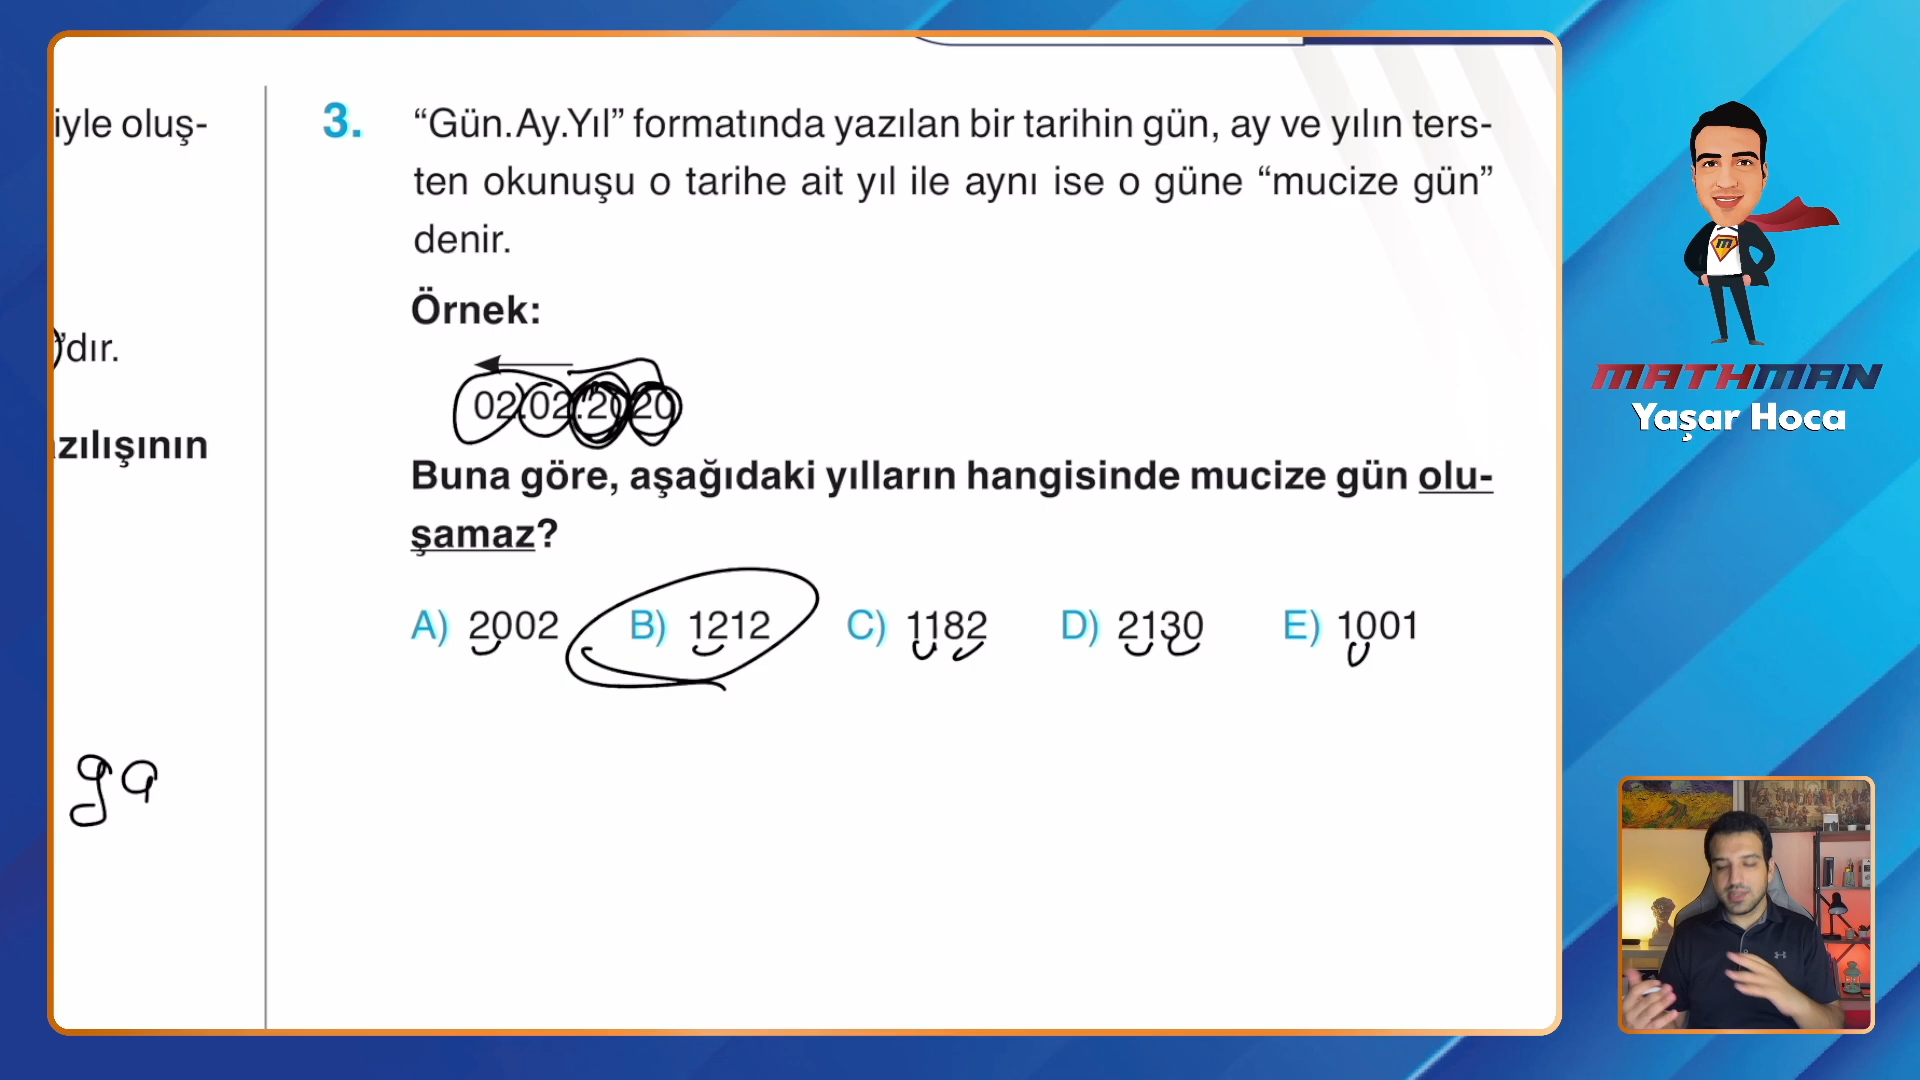 iyle oluş-
'dır.
zılışının
ga
3. “Gün.Ay.Yıl” formatında yazılan bir tarihin gün, ay ve yılın ters-
ten okunuşu o tarihe ait yıl ile aynı ise o güne “mucize gün”
denir.
Örnek:
02.02.2020
Buna göre, aşağıdaki yılların hangisinde mucize gün olu-
şamaz?
A) 2002 B) 1212 C) 1182 D) 2130 E) 1001
m
MATHMAN
Yaşar Hoca